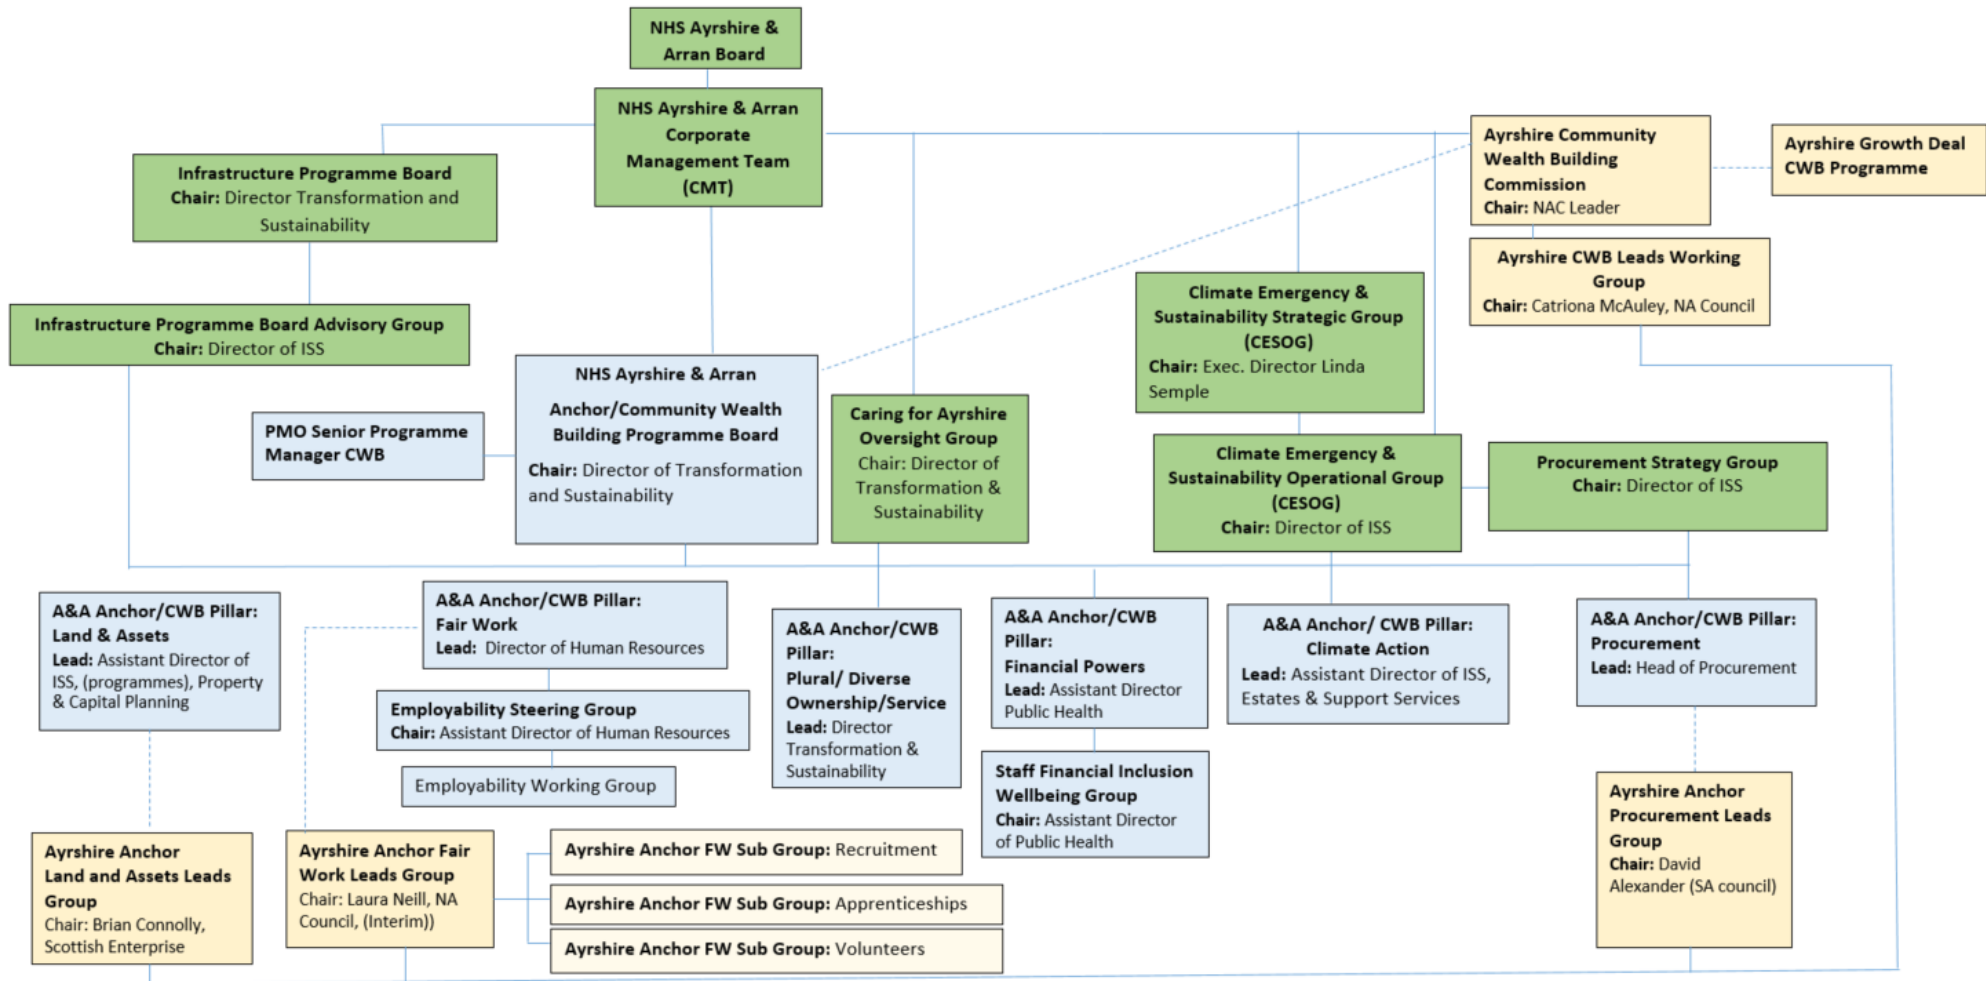 NHS Ayrshire &
Arran Board
NHS Ayrshire & Arran
Corporate
Management Team
(CMT)
Infrastructure Programme Board
Chair: Director Transformation and
Sustainability
Ayrshire Community
Wealth Building
Commission
Chair: NAC Leader
Ayrshire Growth Deal
CWB Programme
Ayrshire CWB Leads Working
Group
Chair: Catriona McAuley, NA Council
Infrastructure Programme Board Advisory Group
Chair: Director of ISS
Climate Emergency &
Sustainability Strategic Group
(CESOG)
Chair: Exec. Director Linda
Semple
NHS Ayrshire & Arran
Anchor/Community Wealth
Building Programme Board
Chair: Director of Transformation
and Sustainability
PMO Senior Programme
Manager CWB
Caring for Ayrshire
Oversight Group
Chair: Director of
Transformation &
Sustainability
Climate Emergency &
Sustainability Operational Group
(CESOG)
Chair: Director of ISS
Procurement Strategy Group
Chair: Director of ISS
A&A Anchor/CWB Pillar:
Land & Assets
Lead: Assistant Director of
ISS, (programmes), Property
& Capital Planning
A&A Anchor/CWB Pillar:
Fair Work
Lead: Director of Human Resources
Employability Steering Group
Chair: Assistant Director of Human Resources
Employability Working Group
A&A Anchor/CWB
Pillar:
Plural/ Diverse
Ownership/Service
Lead: Director
Transformation &
Sustainability
A&A Anchor/CWB
Pillar:
Financial Powers
Lead: Assistant Director
Public Health
Staff Financial Inclusion
Wellbeing Group
Chair: Assistant Director
of Public Health
A&A Anchor/ CWB Pillar:
Climate Action
Lead: Assistant Director of ISS,
Estates & Support Services
A&A Anchor/CWB Pillar:
Procurement
Lead: Head of Procurement
Ayrshire Anchor
Land and Assets Leads
Group
Chair: Brian Connolly,
Scottish Enterprise
Ayrshire Anchor Fair
Work Leads Group
Chair: Laura Neill, NA
Council, (Interim))
Ayrshire Anchor FW Sub Group: Recruitment
Ayrshire Anchor FW Sub Group: Apprenticeships
Ayrshire Anchor FW Sub Group: Volunteers
Ayrshire Anchor
Procurement Leads
Group
Chair: David
Alexander (SA council)